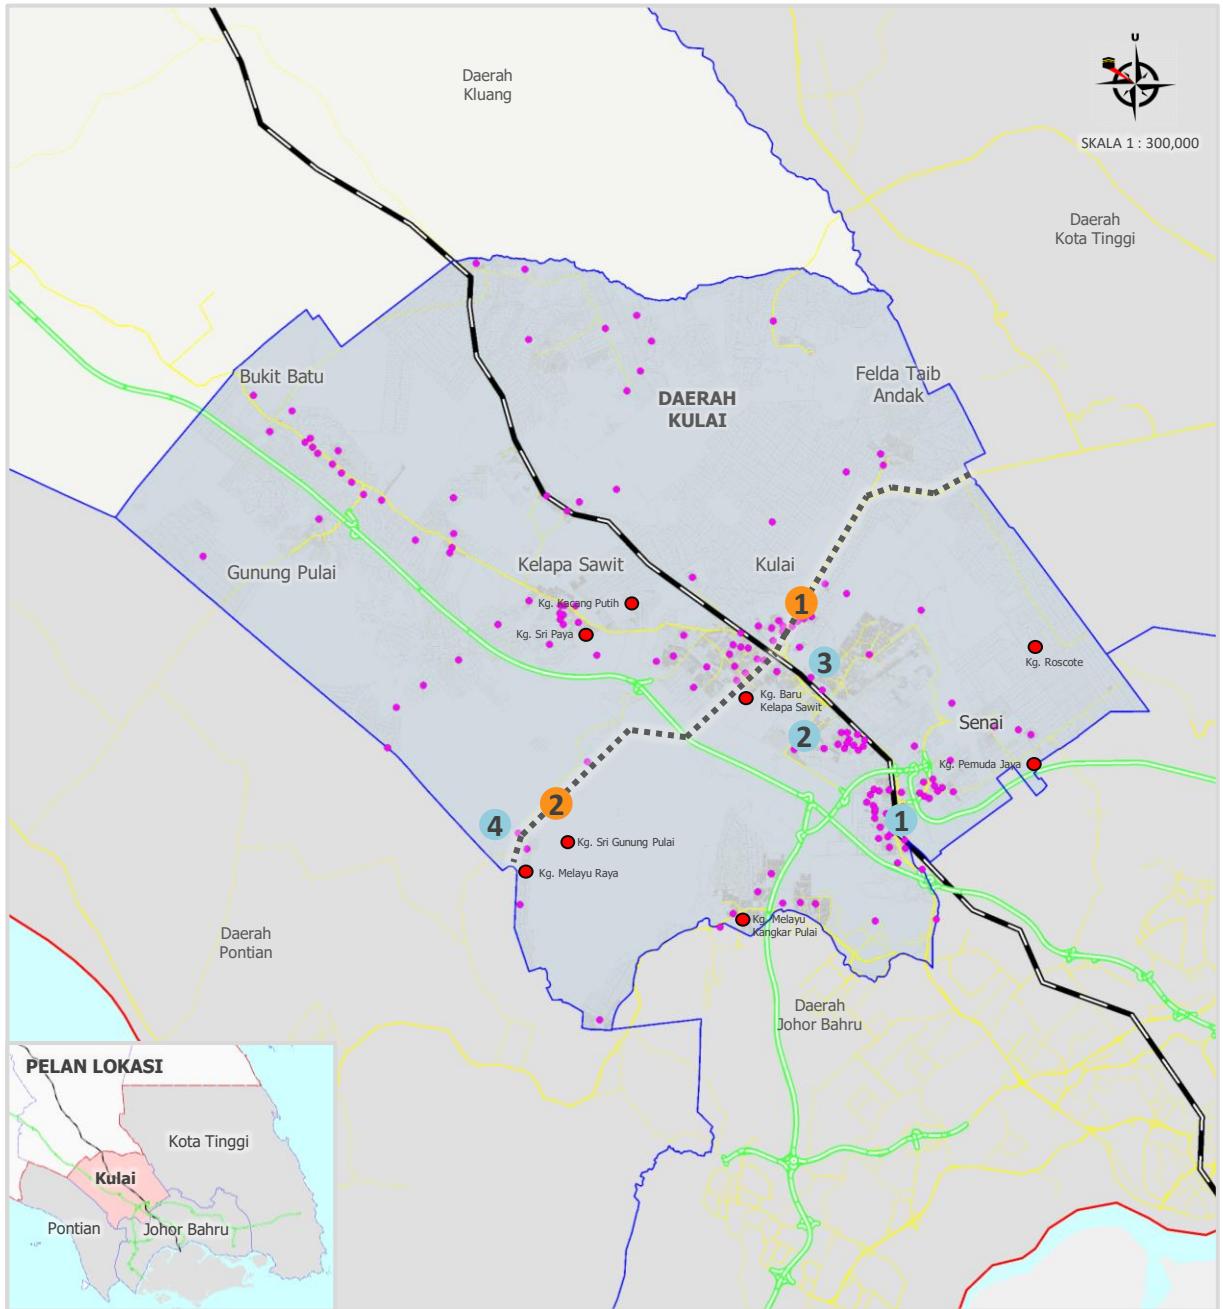 U
SKALA 1 : 300,000
Daerah
Kluang
Daerah
Kota Tinggi
Bukit Batu
DAERAH
KULAI
Felda Taib
Andak
Gunung Pulai
Kelapa Sawit
Kulai
Kg. Kacang Putih
1
Kg. Sri Paya
3
Kg. Roscote
Kg. Baru
Kelapa Sawit
2
Senai
Kg. Pemuda Jaya
2
4
1
Kg. Sri Gunung Pulai
Kg. Melayu Raya
Kg. Melayu
Kangkar Pulai
Daerah
Pontian
Daerah
Johor Bahru
PELAN LOKASI
Kota Tinggi
Kulai
Pontian
Johor Bahru